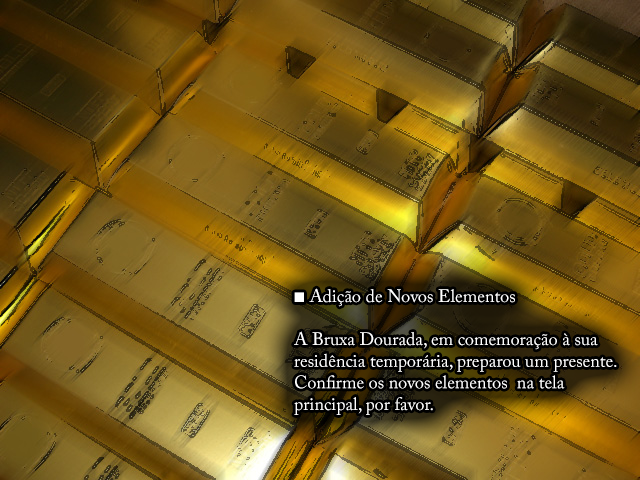 ■ Adição de Novos Elementos
A Bruxa Dourada, em comemoração à sua
residência temporária, preparou um presente.
Confirme os novos elementos  na tela
principal, por favor.